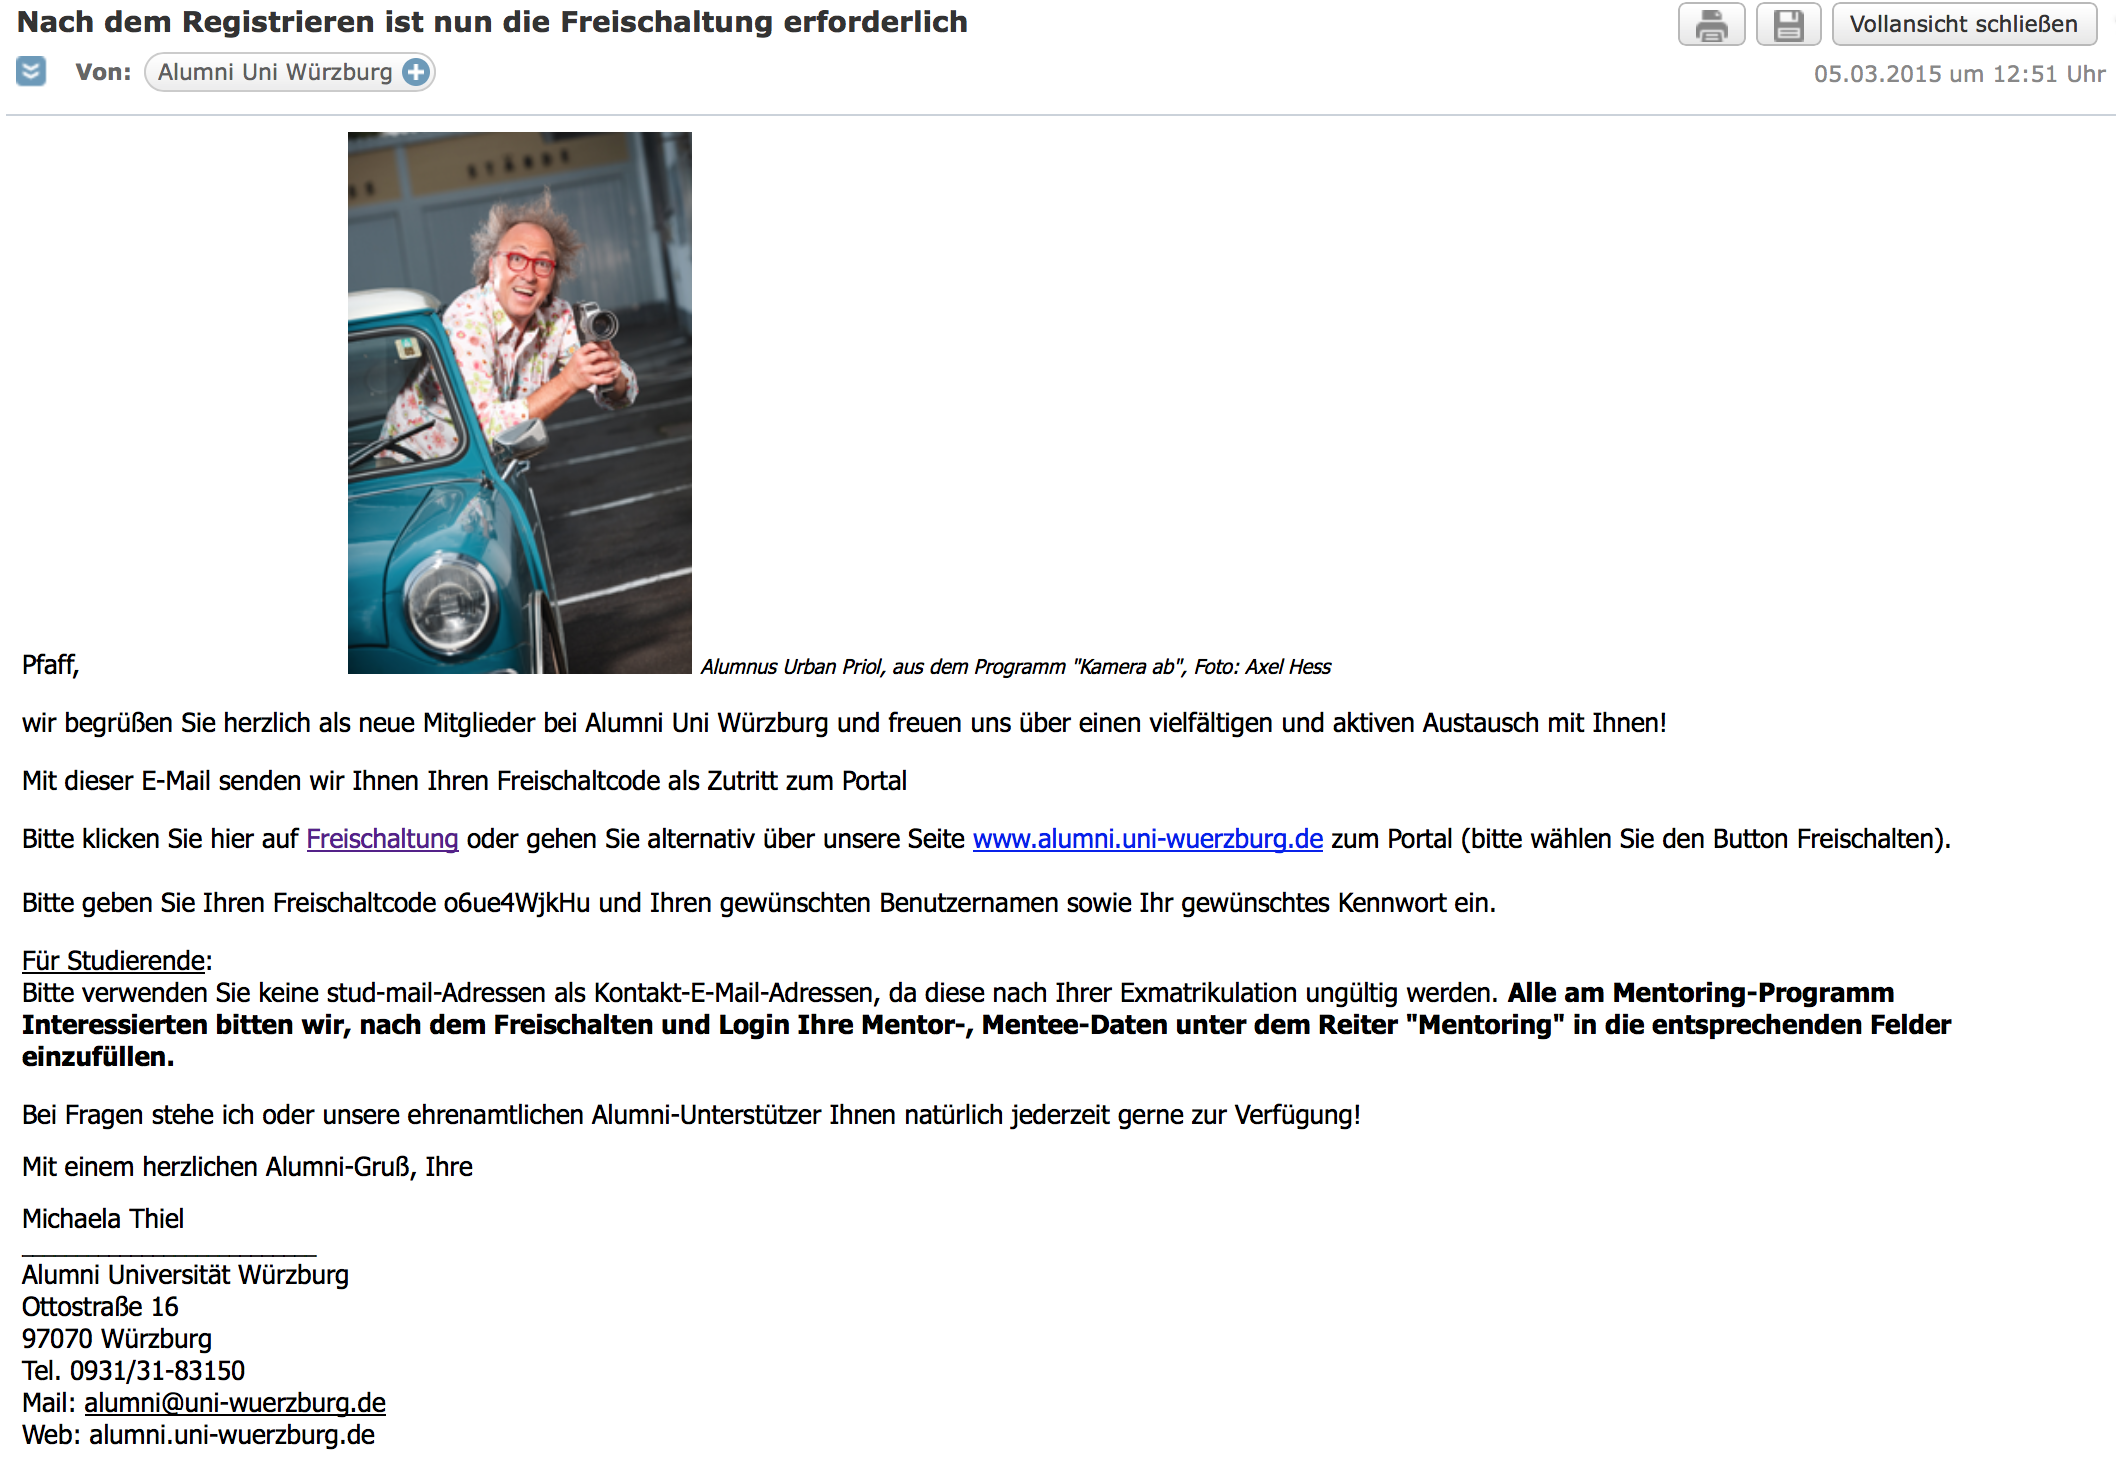 Nach dem Registrieren ist nun die Freischaltung erforderlich
Vollansicht schließen
Von: Alumni Uni Würzburg
05.03.2015 um 12:51 Uhr
STÄNDE
Pfaff,
Alumnus Urban Priol, aus dem Programm "Kamera ab", Foto: Axel Hess
wir begrüßen Sie herzlich als neue Mitglieder bei Alumni Uni Würzburg und freuen uns über einen vielfältigen und aktiven Austausch mit Ihnen!
Mit dieser E-Mail senden wir Ihnen Ihren Freischaltcode als Zutritt zum Portal
Bitte klicken Sie hier auf Freischaltung oder gehen Sie alternativ über unsere Seite www.alumni.uni-wuerzburg.de zum Portal (bitte wählen Sie den Button Freischalten).
Bitte geben Sie Ihren Freischaltcode o6ue4WjkHu und Ihren gewünschten Benutzernamen sowie Ihr gewünschtes Kennwort ein.
Für Studierende:
Bitte verwenden Sie keine stud-mail-Adressen als Kontakt-E-Mail-Adressen, da diese nach Ihrer Exmatrikulation ungültig werden. Alle am Mentoring-Programm
Interessierten bitten wir, nach dem Freischalten und Login Ihre Mentor-, Mentee-Daten unter dem Reiter "Mentoring" in die entsprechenden Felder
einzufüllen.
Bei Fragen stehe ich oder unsere ehrenamtlichen Alumni-Unterstützer Ihnen natürlich jederzeit gerne zur Verfügung!
Mit einem herzlichen Alumni-Gruß, Ihre
Michaela Thiel
Alumni Universität Würzburg
Ottostraße 16
97070 Würzburg
Tel. 0931/31-83150
Mail: alumni@uni-wuerzburg.de
Web: alumni.uni-wuerzburg.de